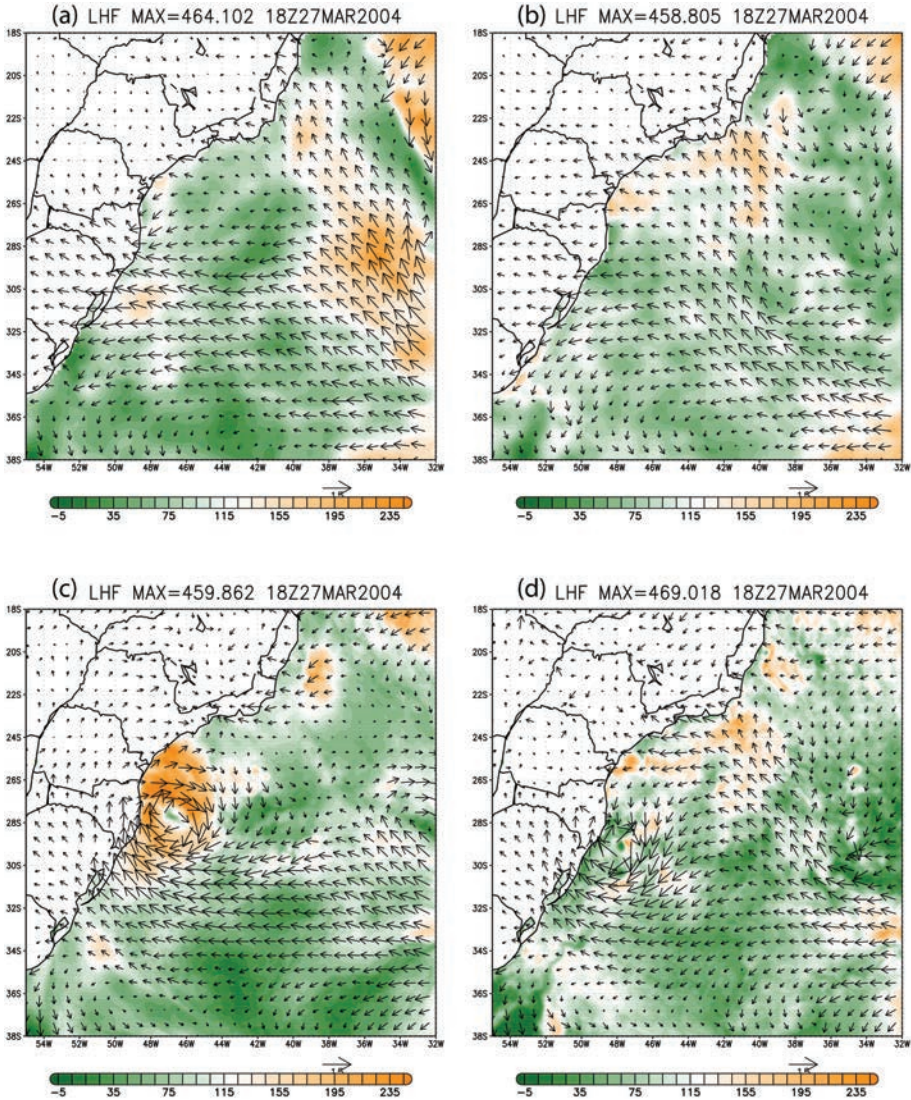 (a) LHF MAX=464.102 18Z27MAR2004
18S
20S
22S
24S
26S
28S
30S
32S
34S
36S
38S
54W 52W 50W 48W 46W 44W 42W 40W 38W 36W 34W 32W
-5 35 75 115 155 195 235
(b) LHF MAX=458.805 18Z27MAR2004
18S
20S
22S
24S
26S
28S
30S
32S
34S
36S
38S
54W 52W 50W 48W 46W 44W 42W 40W 38W 36W 34W 32W
-5 35 75 115 155 195 235
(c) LHF MAX=459.862 18Z27MAR2004
18S
20S
22S
24S
26S
28S
30S
32S
34S
36S
38S
54W 52W 50W 48W 46W 44W 42W 40W 38W 36W 34W 32W
-5 35 75 115 155 195 235
(d) LHF MAX=469.018 18Z27MAR2004
18S
20S
22S
24S
26S
28S
30S
32S
34S
36S
38S
54W 52W 50W 48W 46W 44W 42W 40W 38W 36W 34W 32W
-5 35 75 115 155 195 235